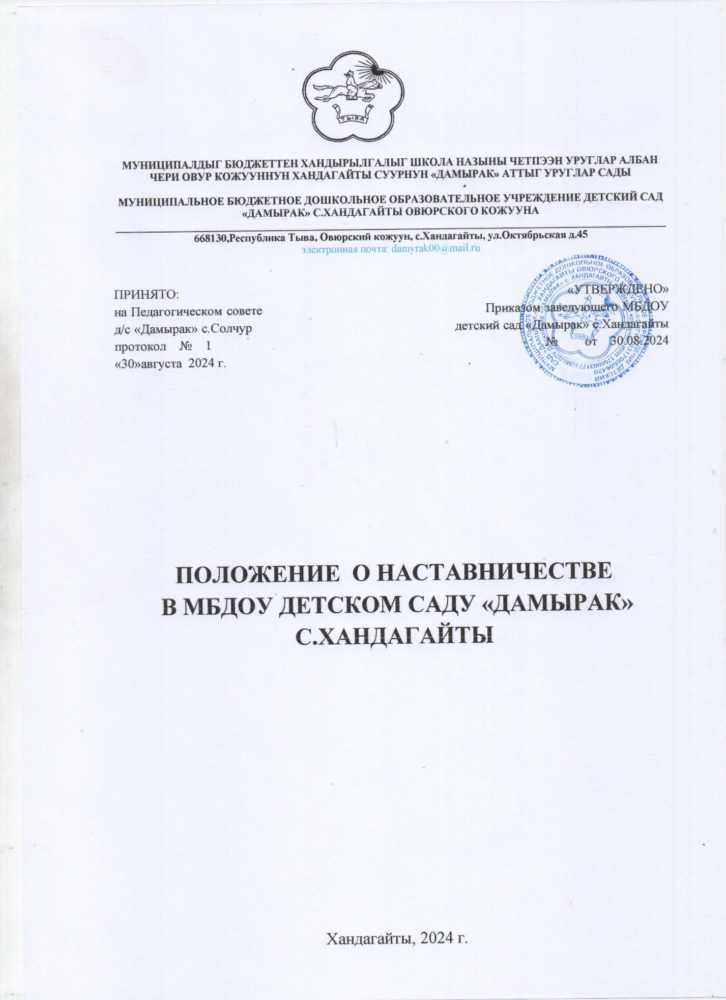 ТЫВА
МУНИЦИПАЛДЫГ БЮДЖЕТТЕН ХАНДЫРЫЛГАЛЫГ ШКОЛА НАЗЫНЫ ЧЕТПЭЭН УРУГЛАР АЛБАН
ЧЕРИ ОВУР КОЖУУННУН ХАНДАГАЙТЫ СУУРНУН «ДАМЫРАК» АТТЫГ УРУГЛАР САДЫ
МУНИЦИПАЛЬНОЕ БЮДЖЕТНОЕ ДОШКОЛЬНОЕ ОБРАЗОВАТЕЛЬНОЕ УЧРЕЖДЕНИЕ ДЕТСКИЙ САД
«ДАМЫРАК» С.ХАНДАГАЙТЫ ОВЮРСКОГО КОЖУУНА
668130,Республика Тыва, Овюрский кожуун, с.Хандагайты, ул.Октябрьская д.45
электронная почта: damyrak00@mail.ru
ПРИНЯТО:
на Педагогическом совете
д/с «Дамырак» с.Солчур
протокол № 1
«30»августа 2024 г.
«УТВЕРЖДЕНО»
Приказом заведующего МБДОУ
детский сад «Дамырак» с.Хандагайты
№ от 30.08.2024
ПОЛОЖЕНИЕ О НАСТАВНИЧЕСТВЕ
В МБДОУ ДЕТСКОМ САДУ «ДАМЫРАК»
С.ХАНДАГАЙТЫ
Хандагайты, 2024 г.